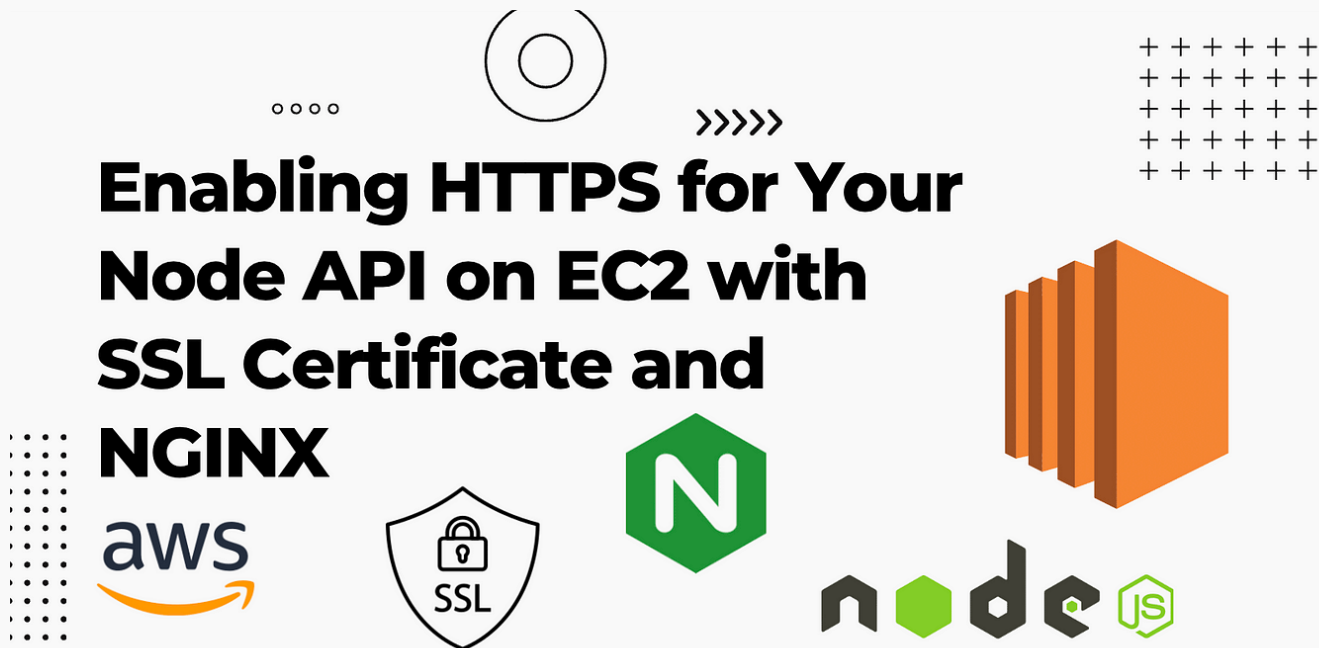 Enabling HTTPS for Your
Node API on EC2 with
SSL Certificate and
NGINX
aws
SSL
N
node
JS